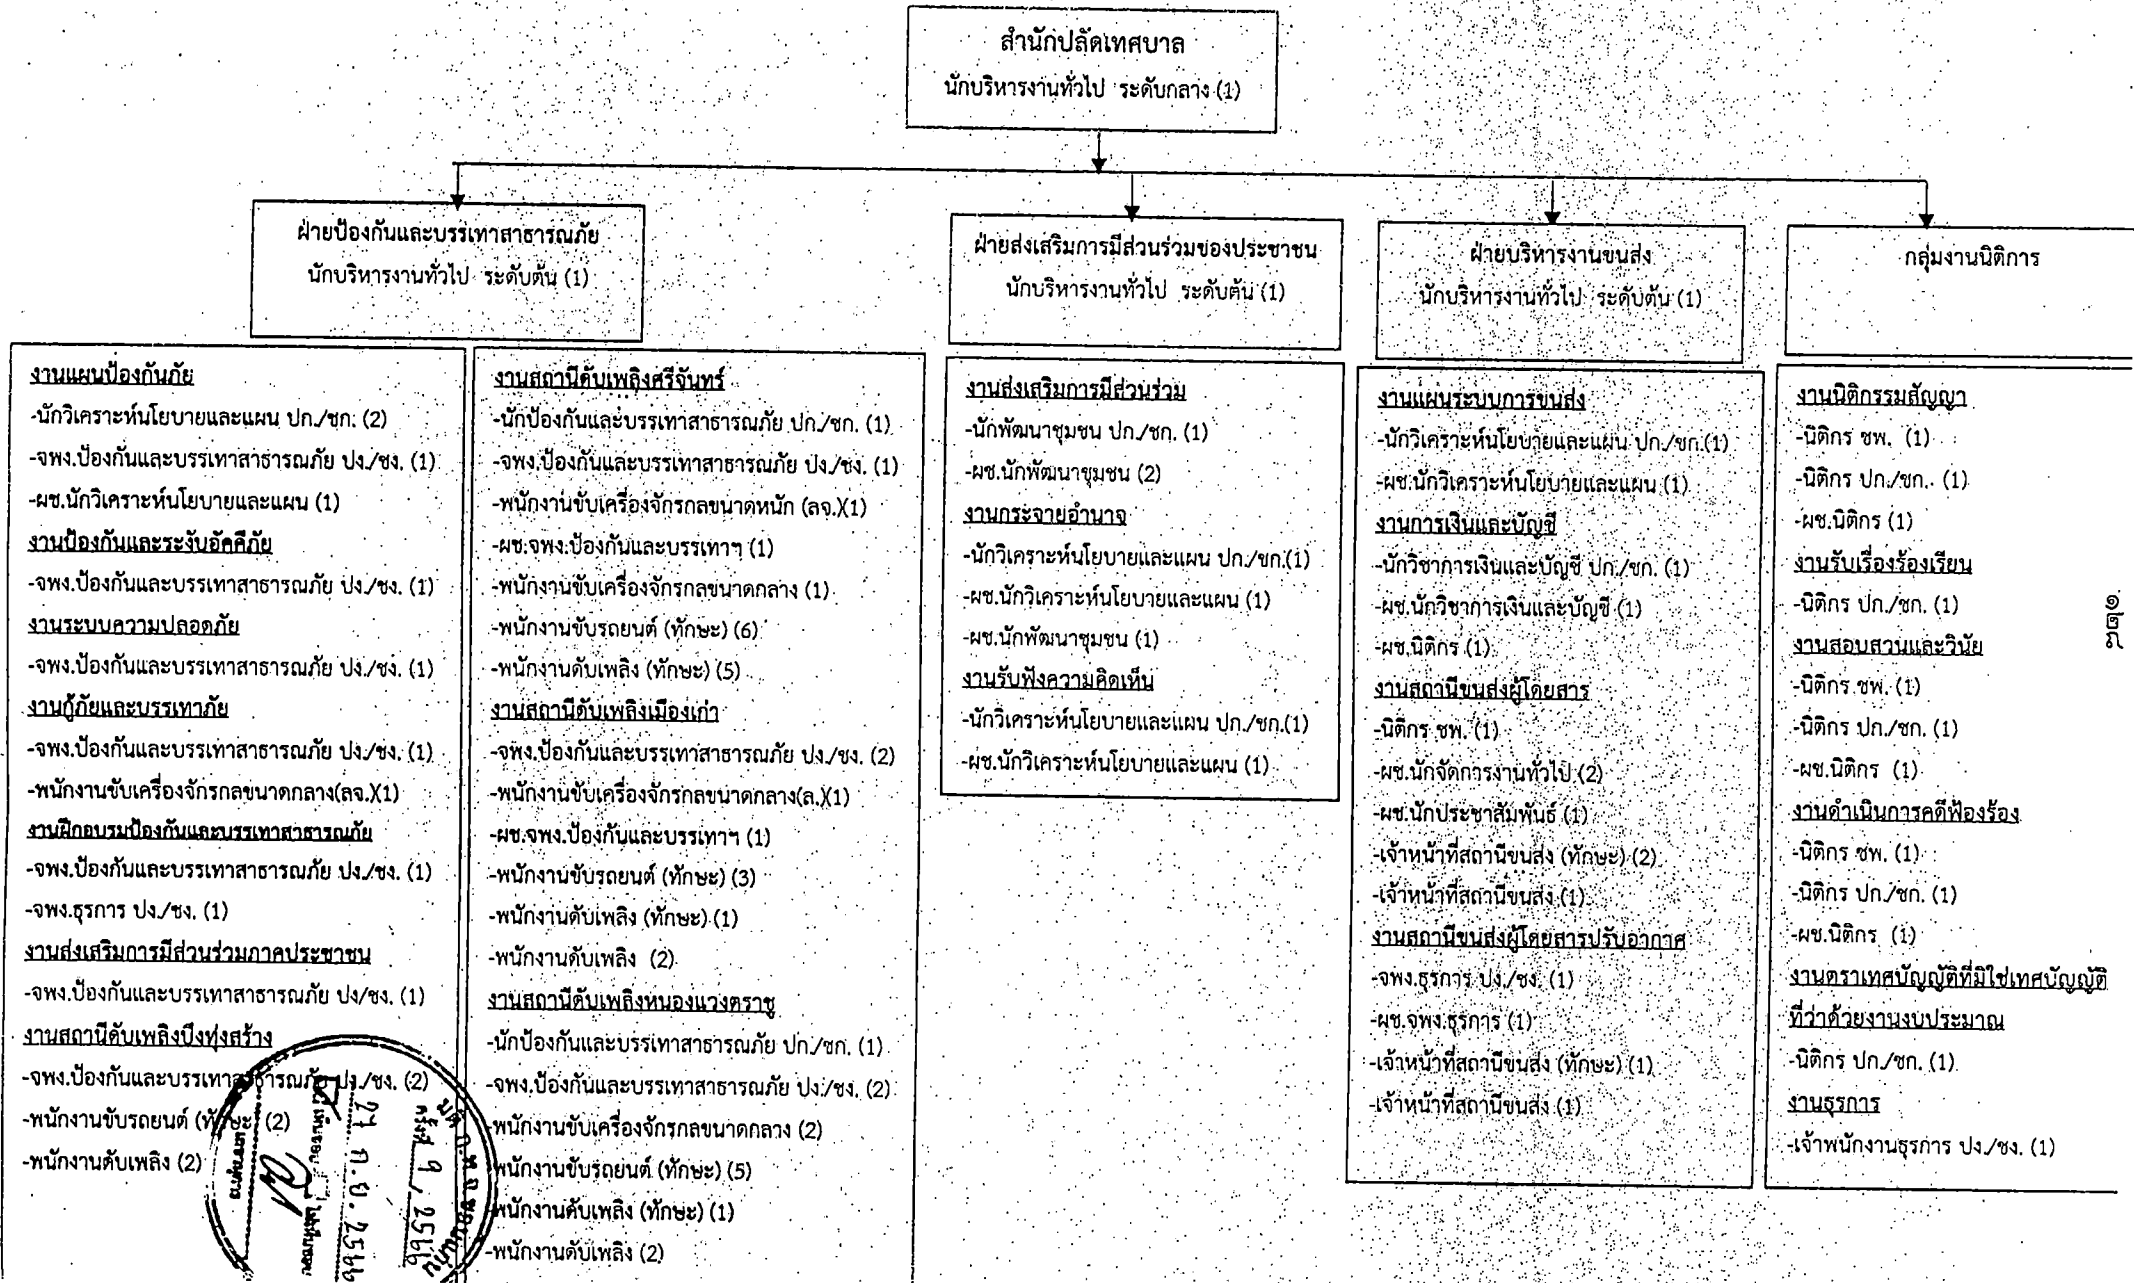 สำนักปลัดเทศบาล
นักบริหารงานทั่วไป ระดับกลาง (1)
ฝ่ายป้องกันและบรรเทาสาธารณภัย
นักบริหารงานทั่วไป ระดับต้น (1)
ฝ่ายส่งเสริมการมีส่วนร่วมของประชาชน
นักบริหารงานทั่วไป ระดับต้น (1)
ฝ่ายบริหารงานขนส่ง
นักบริหารงานทั่วไป ระดับต้น (1)
กลุ่มงานนิติการ
งานแผนป้องกันภัย
-นักวิเคราะห์นโยบายและแผน ปก./ชก. (2)
-จพง.ป้องกันและบรรเทาสาธารณภัย ปง./ชง. (1)
-ผช.นักวิเคราะห์นโยบายและแผน (1)
งานป้องกันและระงับอัคคีภัย
-จพง.ป้องกันและบรรเทาสาธารณภัย ปง./ชง. (1)
งานระบบความปลอดภัย
-จพง.ป้องกันและบรรเทาสาธารณภัย ปง./ชง. (1)
งานกู้ภัยและบรรเทาภัย
-จพง.ป้องกันและบรรเทาสาธารณภัย ปง./ชง. (1)
-พนักงานขับเครื่องจักรกลขนาดกลาง(ลจ.)(1)
งานฝึกอบรมป้องกันและบรรเทาสาธารณภัย
-จพง.ป้องกันและบรรเทาสาธารณภัย ปง./ชง. (1)
-จพง.ธุรการ ปง./ชง. (1)
งานส่งเสริมการมีส่วนร่วมภาคประชาชน
-จพง.ป้องกันและบรรเทาสาธารณภัย ปง/ชง. (1)
งานสถานีดับเพลิงบึงทุ่งสร้าง
-จพง.ป้องกันและบรรเทาสาธารณภัย ปง./ชง. (2)
-พนักงานขับรถยนต์ (2)
-พนักงานดับเพลิง (2)
งานสถานีดับเพลิงศรีจันทร์
-นักป้องกันและบรรเทาสาธารณภัย ปก./ชก. (1)
-จพง.ป้องกันและบรรเทาสาธารณภัย ปง./ชง. (1)
-พนักงานขับเครื่องจักรกลขนาดหนัก (ลจ.)(1)
-ผช.จพง.ป้องกันและบรรเทาฯ (1)
-พนักงานขับเครื่องจักรกลขนาดกลาง (1)
-พนักงานขับรถยนต์ (ทักษะ) (6)
-พนักงานดับเพลิง (ทักษะ) (5)
งานสถานีดับเพลิงเมืองเก่า
-จพง.ป้องกันและบรรเทาสาธารณภัย ปง./ชง. (2)
-พนักงานขับเครื่องจักรกลขนาดกลาง(ล.)(1)
-ผช.จพง.ป้องกันและบรรเทาฯ (1)
-พนักงานขับรถยนต์ (ทักษะ) (3)
-พนักงานดับเพลิง (ทักษะ) (1)
-พนักงานดับเพลิง (2)
งานสถานีดับเพลิงหนองแวงตราชู
-นักป้องกันและบรรเทาสาธารณภัย ปก./ชก. (1)
-จพง.ป้องกันและบรรเทาสาธารณภัย ปง./ชง. (2)
-พนักงานขับเครื่องจักรกลขนาดกลาง (2)
-พนักงานขับรถยนต์ (ทักษะ) (5)
-พนักงานดับเพลิง (ทักษะ) (1)
-พนักงานดับเพลิง (2)
งานส่งเสริมการมีส่วนร่วม
-นักพัฒนาชุมชน ปก./ชก. (1)
-ผช.นักพัฒนาชุมชน (2)
งานกระจายอำนาจ
-นักวิเคราะห์นโยบายและแผน ปก./ชก.(1)
-ผช.นักวิเคราะห์นโยบายและแผน (1)
-ผช.นักพัฒนาชุมชน (1)
งานรับฟังความคิดเห็น
-นักวิเคราะห์นโยบายและแผน ปก./ชก.(1)
-ผช.นักวิเคราะห์นโยบายและแผน (1)
งานแผนระบบการขนส่ง
-นักวิเคราะห์นโยบายและแผน ปก./ชก.(1)
-ผช.นักวิเคราะห์นโยบายและแผน (1)
งานการเงินและบัญชี
-นักวิชาการเงินและบัญชี ปก./ชก. (1)
-ผช.นักวิชาการเงินและบัญชี (1)
-ผช.นิติกร (1)
งานสถานีขนส่งผู้โดยสาร
-นิติกร ชพ. (1)
-ผช.นักจัดการงานทั่วไป (2)
-ผช.นักประชาสัมพันธ์ (1)
-เจ้าหน้าที่สถานีขนส่ง (ทักษะ) (2)
-เจ้าหน้าที่สถานีขนส่ง (1)
งานสถานีขนส่งผู้โดยสารปรับอากาศ
-จพง.ธุรการ ปง./ชง. (1)
-ผช.จพง.ธุรการ (1)
-เจ้าหน้าที่สถานีขนส่ง (ทักษะ) (1)
-เจ้าหน้าที่สถานีขนส่ง (1)
งานนิติกรรมสัญญา
-นิติกร ชพ. (1)
-นิติกร ปก./ชก. (1)
-ผช.นิติกร (1)
งานรับเรื่องร้องเรียน
-นิติกร ปก./ชก. (1)
งานสอบสวนและวินัย
-นิติกร ชพ. (1)
-นิติกร ปก./ชก. (1)
-ผช.นิติกร (1)
งานดำเนินการคดีฟ้องร้อง
-นิติกร ชพ. (1)
-นิติกร ปก./ชก. (1)
-ผช.นิติกร (1)
งานตราเทศบัญญัติที่มิใช่เทศบัญญัติ
ที่ว่าด้วยงานงบประมาณ
-นิติกร ปก./ชก. (1)
งานธุรการ
-เจ้าพนักงานธุรการ ปง./ชง. (1)
มติ ก.ท.จ.ขอนแก่น
ครั้งที่ 9 / 2566
27 ก.ย. 2566